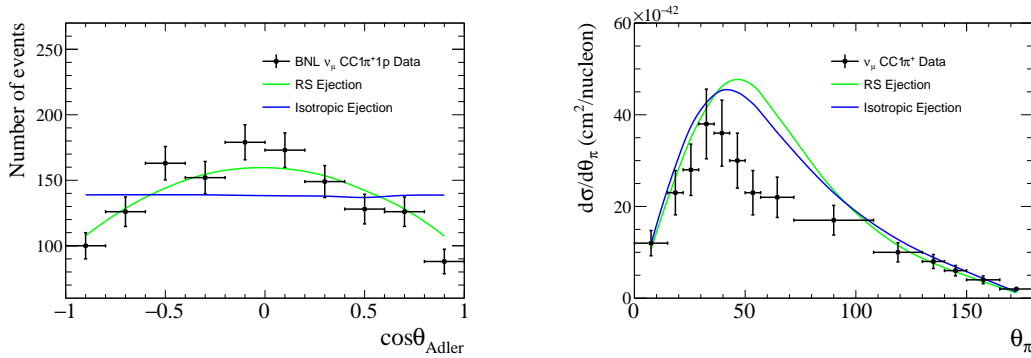 Number of events
250
200
150
100
−1
−0.5
0
0.5
1
cosθ_Adler
BNL ν_μ CC1π⁺1p Data
RS Ejection
Isotropic Ejection
×10⁻⁴²
dσ/dθ_π (cm²/nucleon)
60
40
20
0
0
50
100
150
θ_π
ν_μ CC1π⁺ Data
RS Ejection
Isotropic Ejection